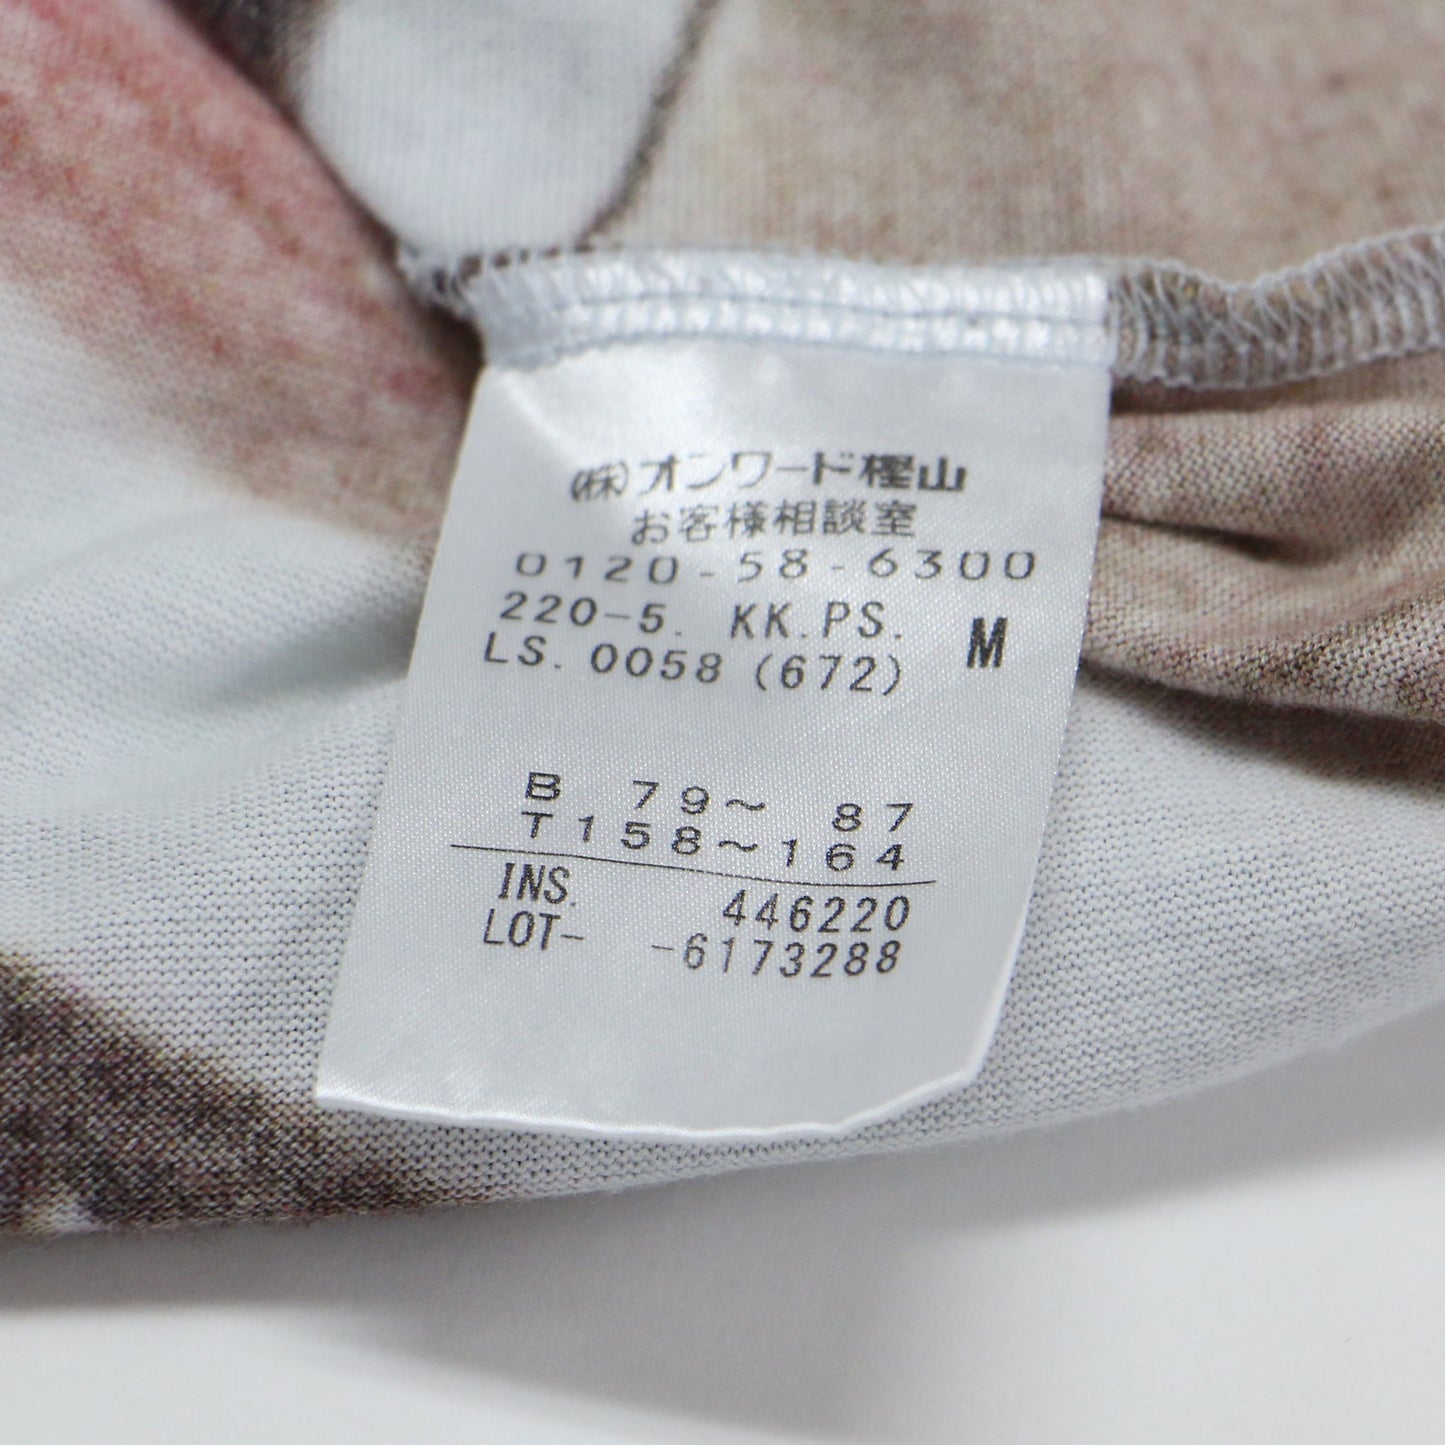 (株)オンワード樫山
お客様相談室
0120-58-6300
220-5. KK.PS. M
LS.0058(672)
B 79～ 87
T158～164
INS. 446220
LOT- -6173288